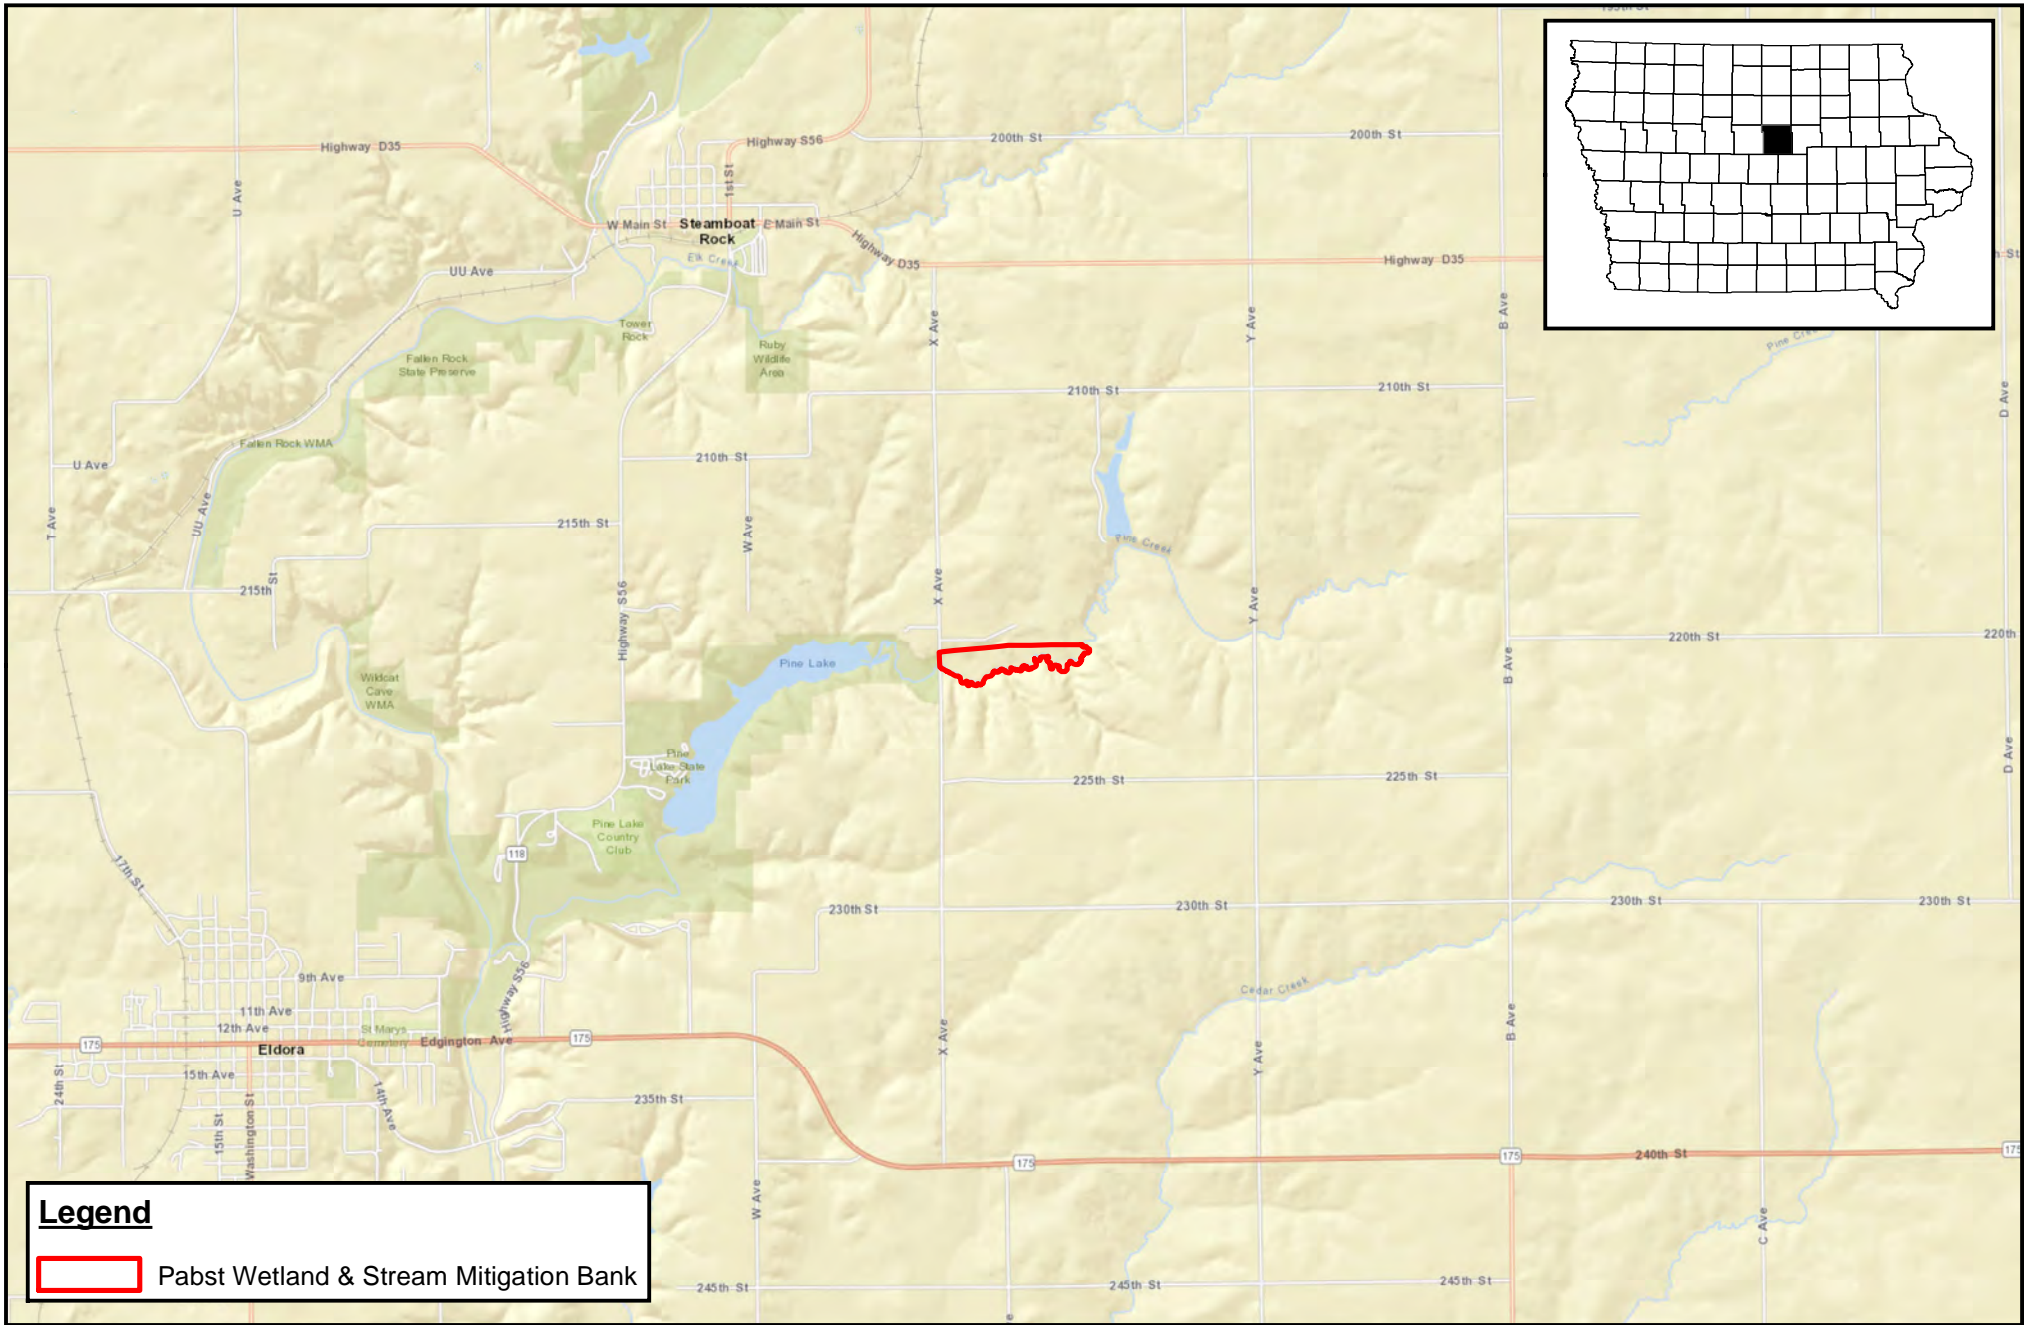 Highway D35
Highway S56
200th St
200th St
U Ave
1st St
W Main St
Steamboat
Rock
E Main St
Highway D35
Highway D35
Elk Creek
UU Ave
Tower
Rock
Fallen Rock
State Preserve
Ruby
Wildlife
Area
X Ave
Y Ave
B Ave
Pine Creek
D Ave
210th St
210th St
Fallen Rock WMA
U Ave
210th St
T Ave
UU Ave
215th St
W Ave
Pine Creek
215th St
Highway S56
X Ave
Y Ave
220th St
220th
Pine Lake
Wildcat
Cave
WMA
B Ave
Pine
Lake State
Park
225th St
225th St
D Ave
Pine Lake
Country
Club
118
17th St
230th St
230th St
230th St
230th St
9th Ave
Highway S56
Cedar Creek
11th Ave
12th Ave
St Marys
Cemetery
175
Eldora
Edgington Ave
175
X Ave
Y Ave
B Ave
15th Ave
24th St
14th Ave
15th St
Washington St
235th St
175
175
240th St
175
W Ave
C Ave
245th St
245th St
245th St
Legend
Pabst Wetland & Stream Mitigation Bank